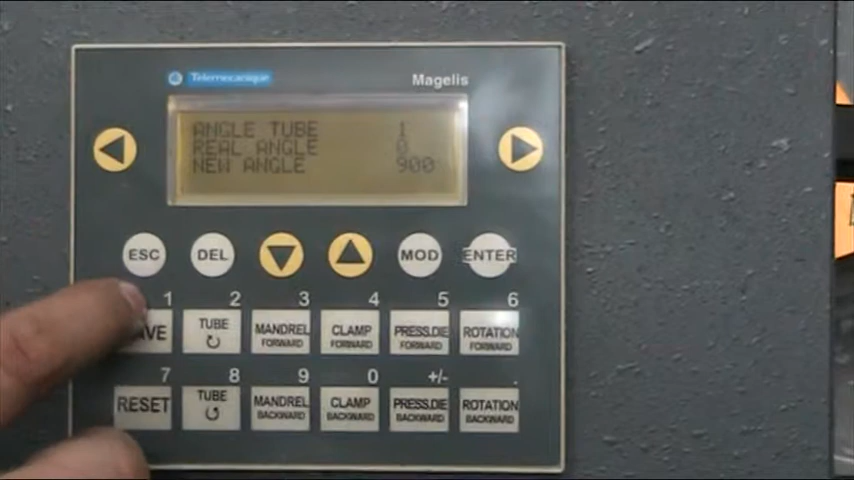 Telemecanique
Magelis
ANGLE TUBE 1
REAL ANGLE 0
NEW ANGLE 900
ESC DEL MOD ENTER
1 2 3 4 5 6
TUBE MANDREL FORWARD CLAMP FORWARD PRESS.DIE FORWARD ROTATION FORWARD
7 8 9 0 +/- .
RESET TUBE MANDREL BACKWARD CLAMP BACKWARD PRESS.DIE BACKWARD ROTATION BACKWARD